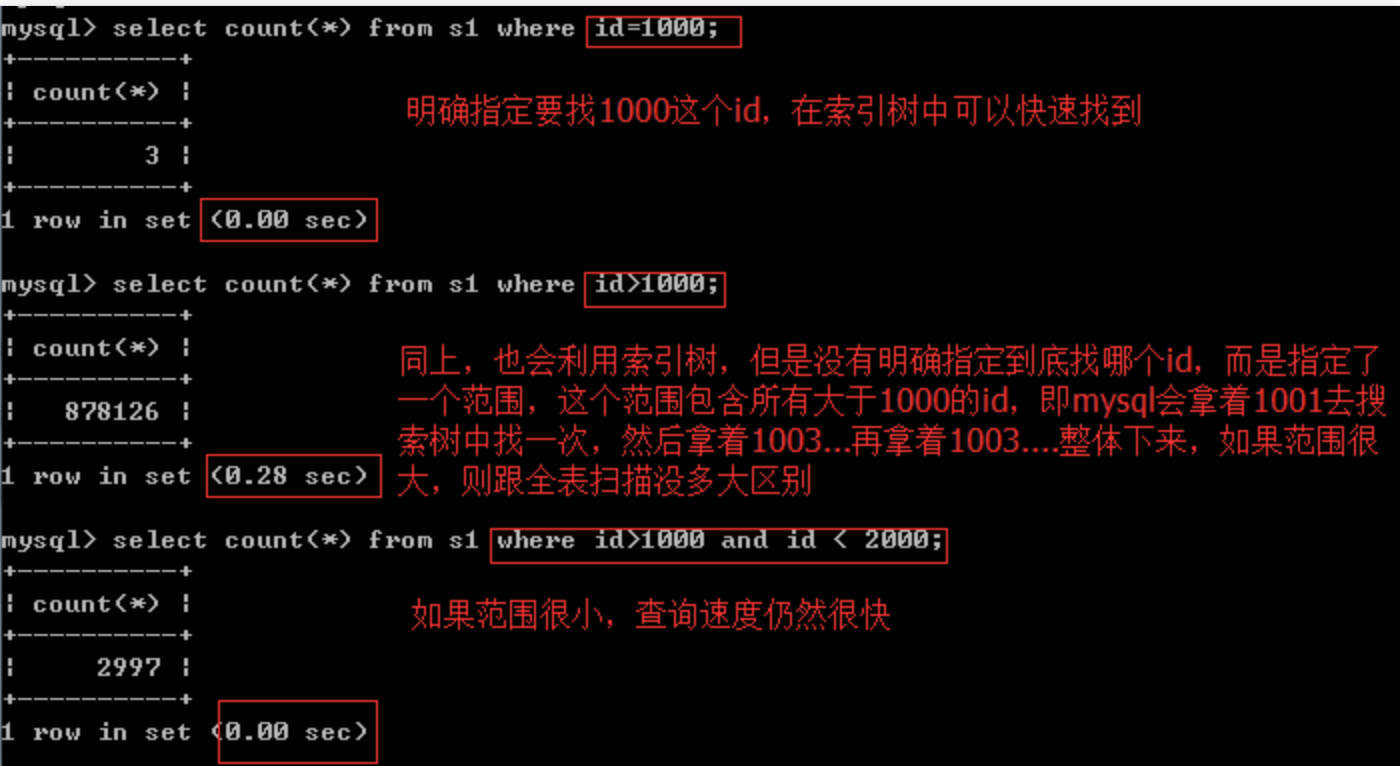 mysql> select count(*) from s1 where id=1000;
+----------+
| count(*) |
+----------+
| 3 |
+----------+
1 row in set (0.00 sec)
明确指定要找1000这个id，在索引树中可以快速找到
mysql> select count(*) from s1 where id>1000;
+----------+
| count(*) |
+----------+
| 878126 |
+----------+
1 row in set (0.28 sec)
同上，也会利用索引树，但是没有明确指定到底找哪个id，而是指定了
一个范围，这个范围包含所有大于1000的id，即mysql会拿着1001去搜
索树中找一次，然后拿着1003...再拿着1003....整体下来，如果范围很
大，则跟全表扫描没多大区别
mysql> select count(*) from s1 where id>1000 and id < 2000;
+----------+
| count(*) |
+----------+
| 2997 |
+----------+
1 row in set (0.00 sec)
如果范围很小，查询速度仍然很快